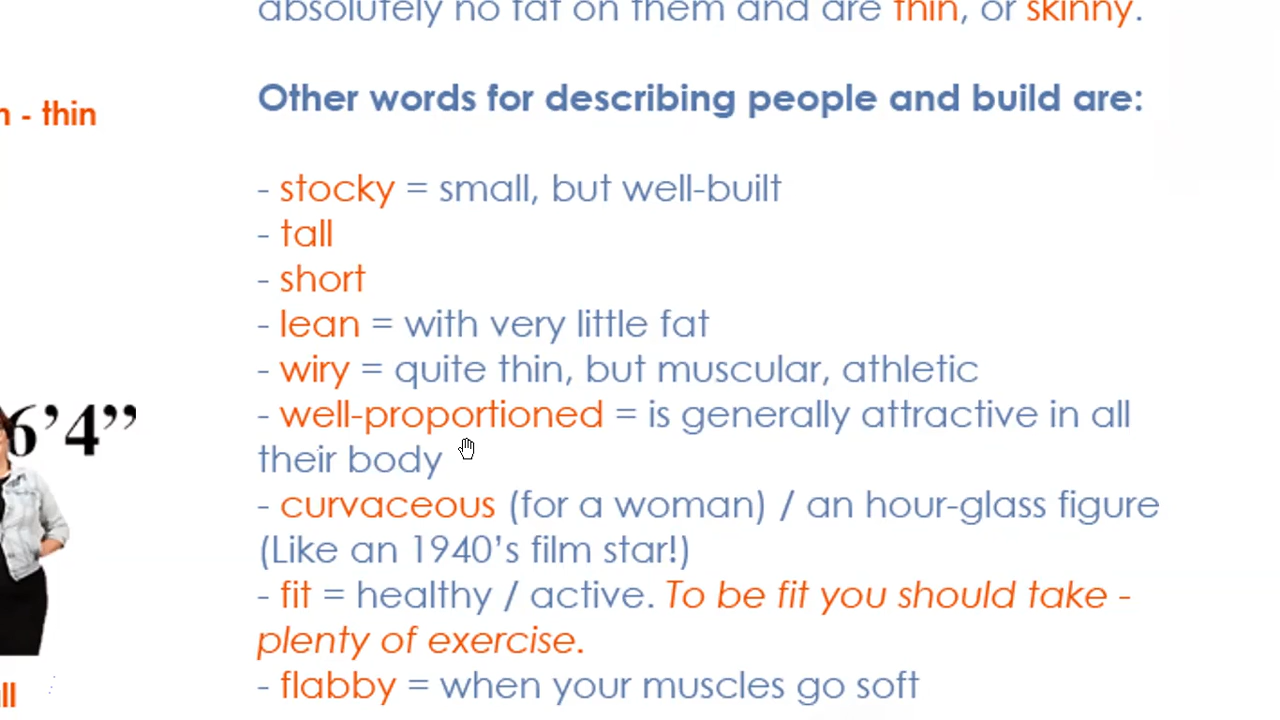 absolutely no fat on them and are thin, or skinny.
Other words for describing people and build are:
- thin
- stocky = small, but well-built
- tall
- short
- lean = with very little fat
- wiry = quite thin, but muscular, athletic
- well-proportioned = is generally attractive in all
6’4”
their body
- curvaceous (for a woman) / an hour-glass figure
(Like an 1940’s film star!)
- fit = healthy / active. To be fit you should take -
plenty of exercise.
- flabby = when your muscles go soft